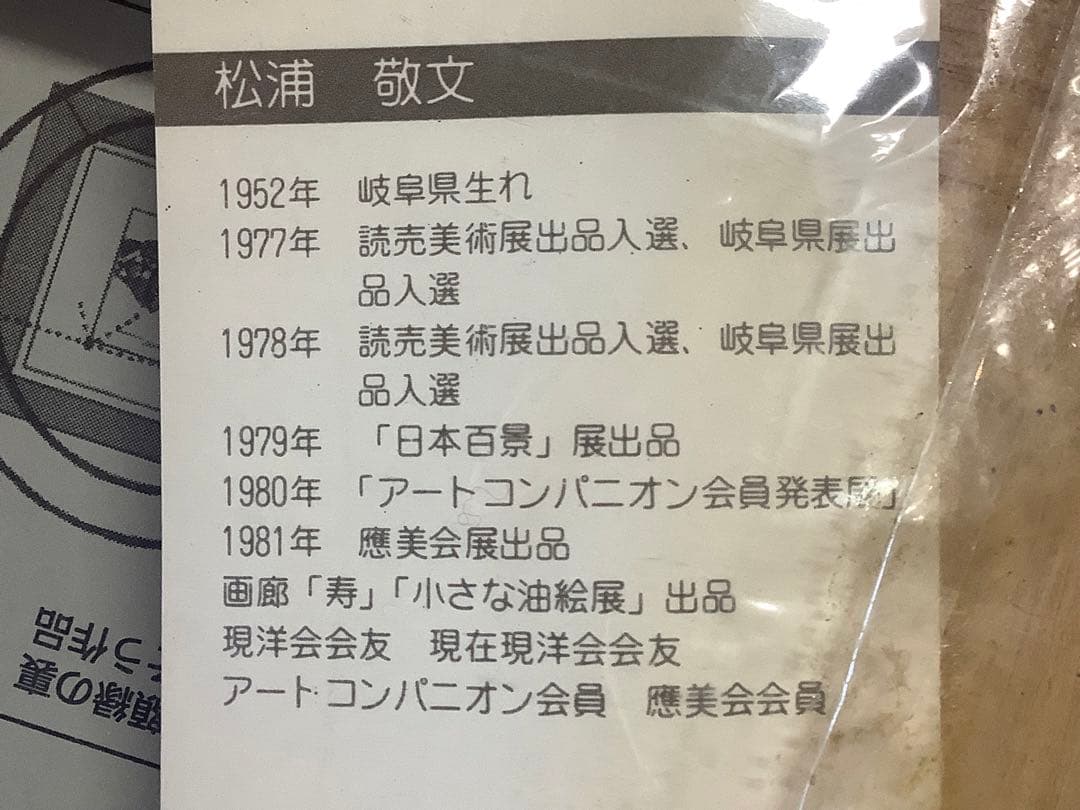 松浦　敬文
1952年　岐阜県生れ
1977年　読売美術展出品入選、岐阜県展出
品入選
1978年　読売美術展出品入選、岐阜県展出
品入選
1979年　「日本百景」展出品
1980年　「アートコンパニオン会員発表展」
1981年　應美会展出品
画廊「寿」「小さな油絵展」出品
現洋会会友　現在現洋会会友
アートコンパニオン会員　應美会会員
額縁の裏
う作品